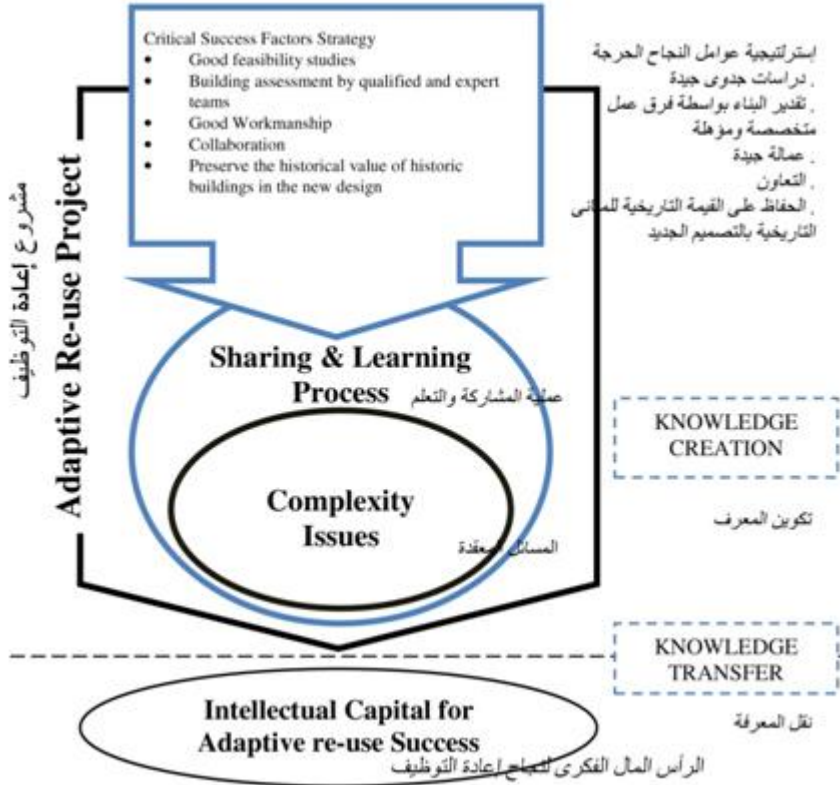 Critical Success Factors Strategy
• Good feasibility studies
• Building assessment by qualified and expert
teams
• Good Workmanship
• Collaboration
• Preserve the historical value of historic
buildings in the new design
إسترلتيجية عوامل النجاح الحرجة
. دراسات جدوى جيدة
. تقدير البناء بواسطة فرق عمل
متخصصة ومؤهلة
. عمالة جيدة
. التعاون
. الحفاظ على القيمة التاريخية للمبانى
التاريخية بالتصميم الجديد
مشروع إعادة التوظيف
Adaptive Re-use Project
Sharing & Learning
Process
عملية المشاركة والتعلم
Complexity
Issues
المسائل المعقدة
KNOWLEDGE
CREATION
تكوين المعرف
KNOWLEDGE
TRANSFER
نقل المعرفة
Intellectual Capital for
Adaptive re-use Success
الرأس المال الفكرى لنجاح إعادة التوظيف